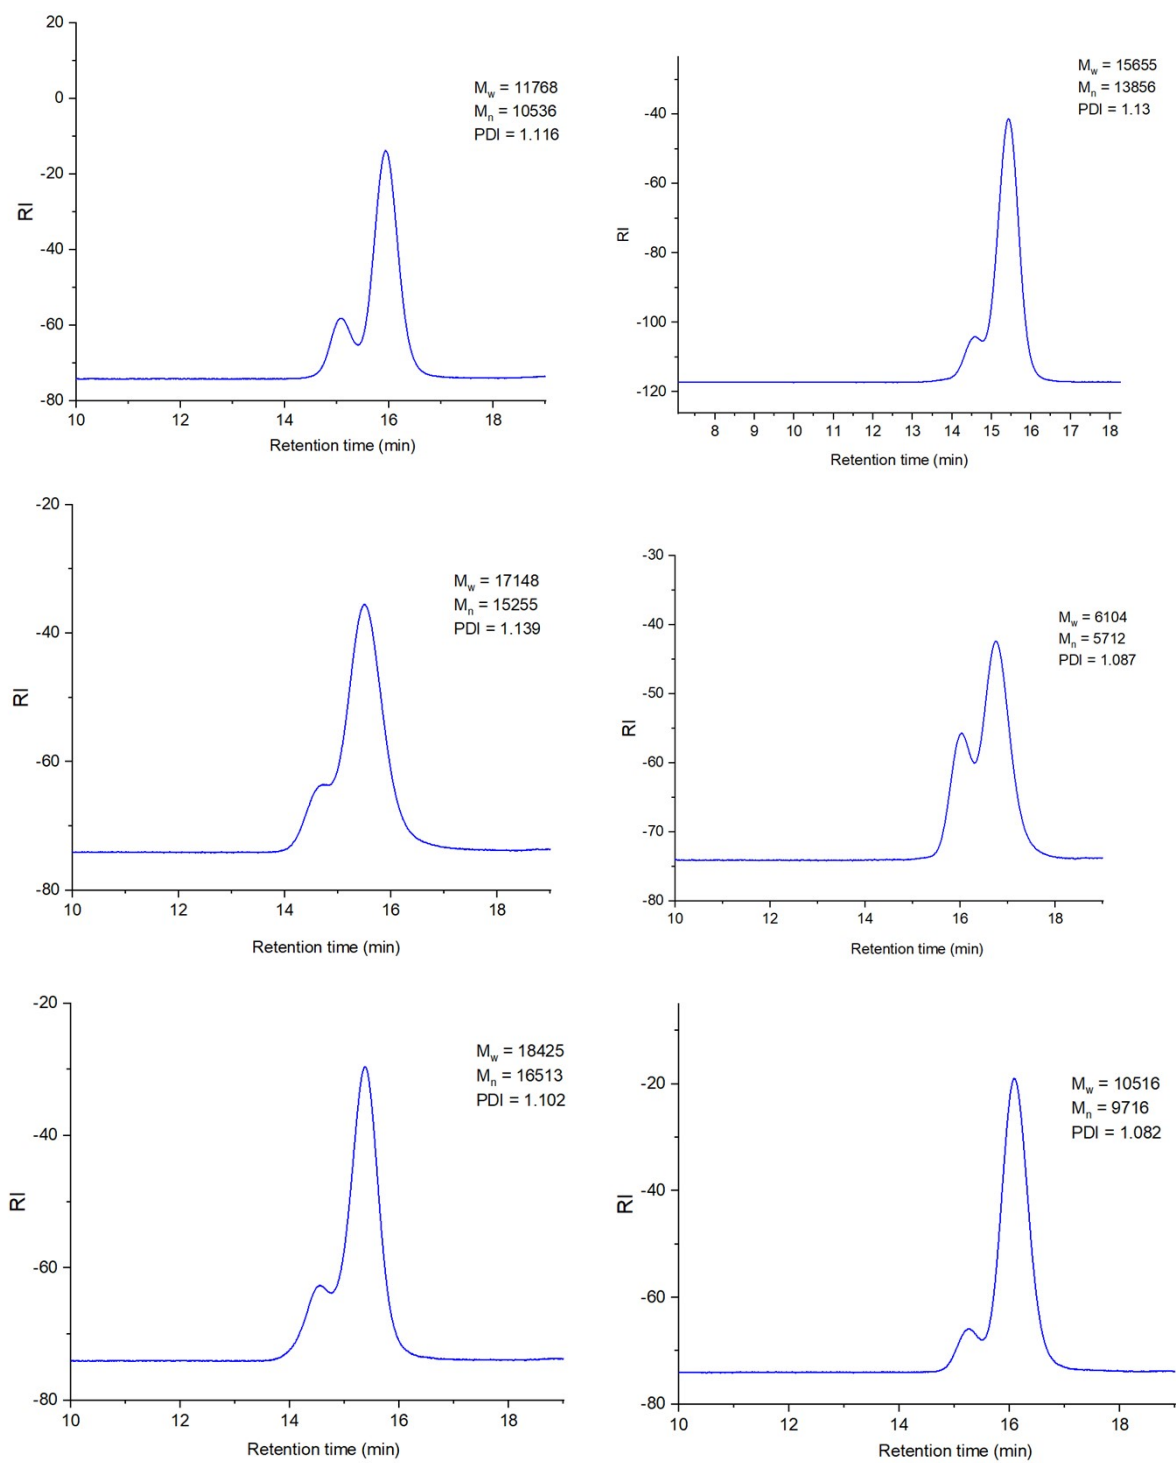 20
0
-20
-40
-60
-80
RI
10
12
14
16
18
Retention time (min)
Mw = 11768
Mn = 10536
PDI = 1.116
-40
-60
-80
-100
-120
RI
8
9
10
11
12
13
14
15
16
17
18
Retention time (min)
Mw = 15655
Mn = 13856
PDI = 1.13
-20
-40
-60
-80
RI
10
12
14
16
18
Retention time (min)
Mw = 17148
Mn = 15255
PDI = 1.139
-30
-40
-50
-60
-70
-80
RI
10
12
14
16
18
Retention time (min)
Mw = 6104
Mn = 5712
PDI = 1.087
-20
-40
-60
-80
RI
10
12
14
16
18
Retention time (min)
Mw = 18425
Mn = 16513
PDI = 1.102
-20
-40
-60
-80
RI
10
12
14
16
18
Retention time (min)
Mw = 10516
Mn = 9716
PDI = 1.082